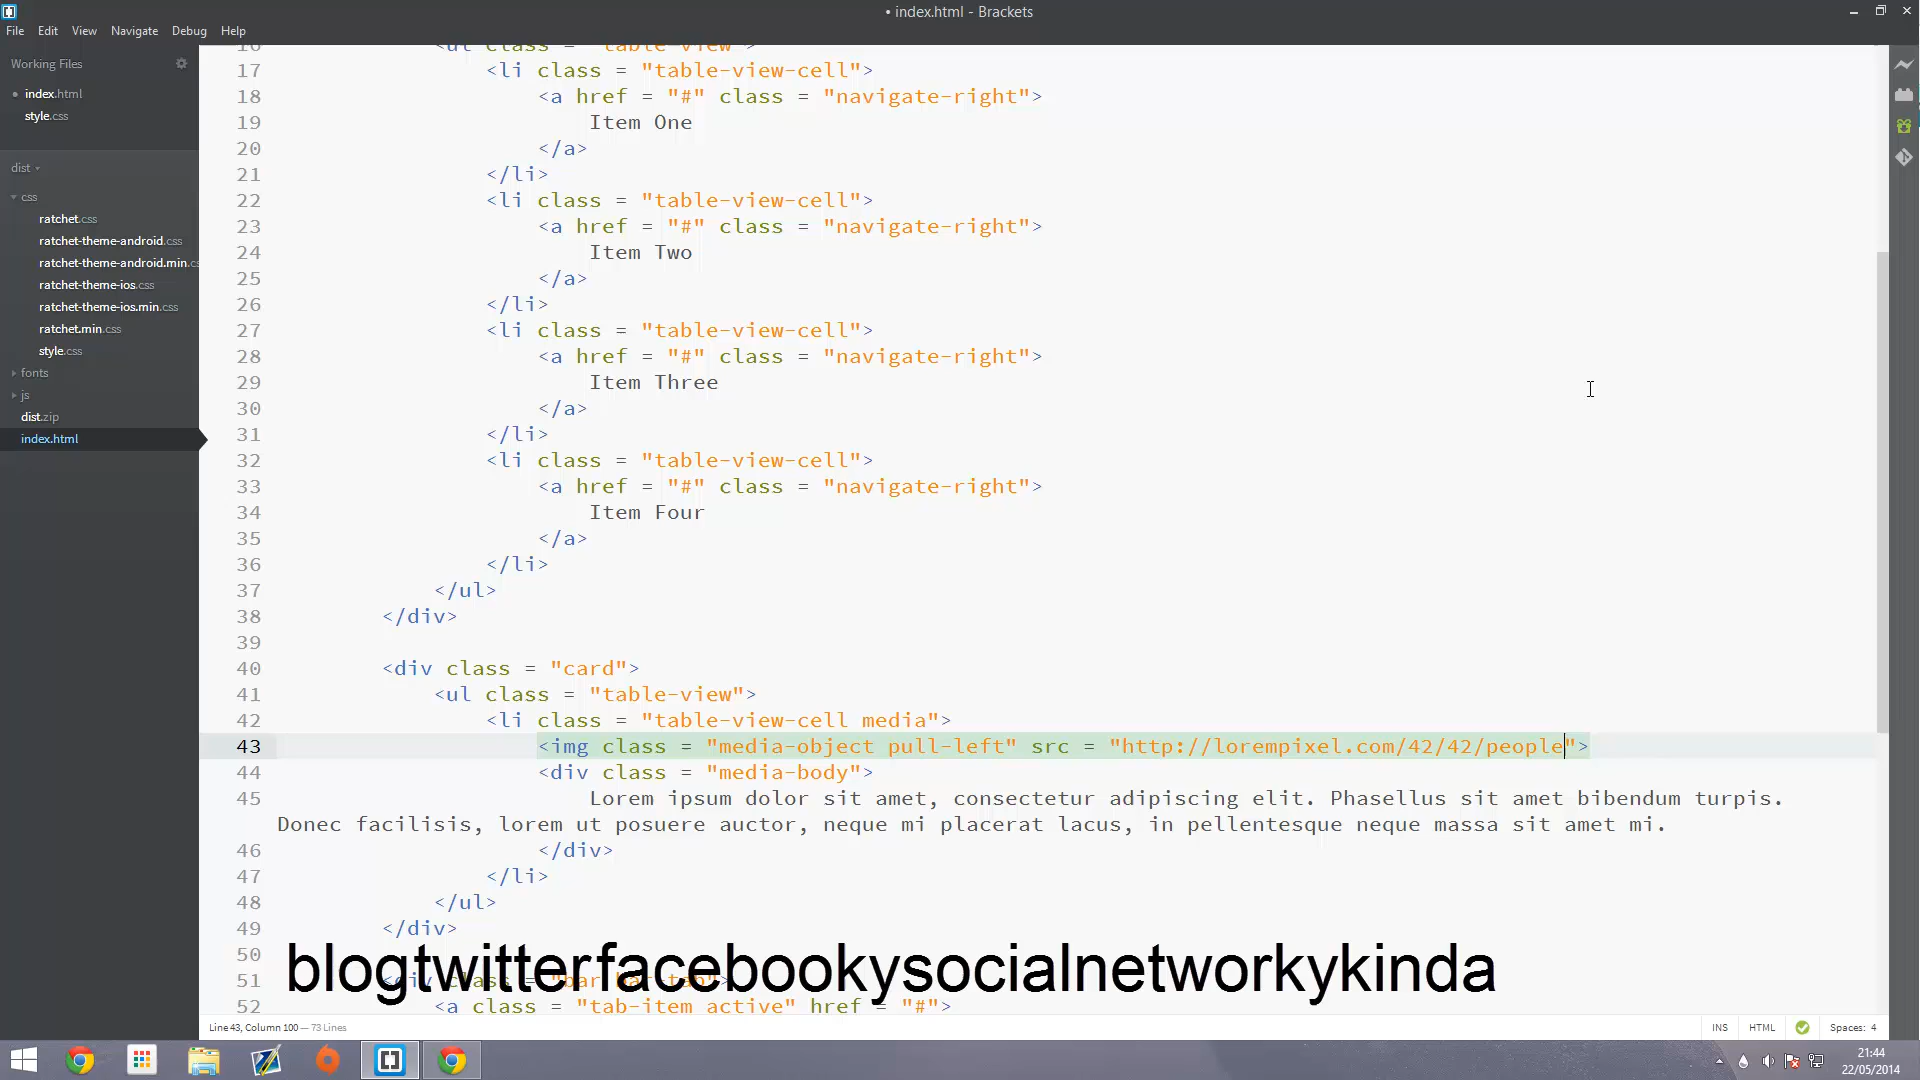 • index.html - Brackets
File Edit View Navigate Debug Help
Working Files
• index.html
style.css
dist
css
ratchet.css
ratchet-theme-android.css
ratchet-theme-android.min.cs
ratchet-theme-ios.css
ratchet-theme-ios.min.css
ratchet.min.css
style.css
fonts
js
dist.zip
index.html
16 <ul class = "table-view">
17 <li class = "table-view-cell">
18 <a href = "#" class = "navigate-right">
19 Item One
20 </a>
21 </li>
22 <li class = "table-view-cell">
23 <a href = "#" class = "navigate-right">
24 Item Two
25 </a>
26 </li>
27 <li class = "table-view-cell">
28 <a href = "#" class = "navigate-right">
29 Item Three
30 </a>
31 </li>
32 <li class = "table-view-cell">
33 <a href = "#" class = "navigate-right">
34 Item Four
35 </a>
36 </li>
37 </ul>
38 </div>
39
40 <div class = "card">
41 <ul class = "table-view">
42 <li class = "table-view-cell media">
43 <img class = "media-object pull-left" src = "http://lorempixel.com/42/42/people">
44 <div class = "media-body">
45 Lorem ipsum dolor sit amet, consectetur adipiscing elit. Phasellus sit amet bibendum turpis.
Donec facilisis, lorem ut posuere auctor, neque mi placerat lacus, in pellentesque neque massa sit amet mi.
46 </div>
47 </li>
48 </ul>
49 </div>
50
51 <div class = "bar bar-tab">
blogtwitterfacebookysocialnetworkykinda
52 <a class = "tab-item active" href = "#">
Line 43, Column 100 — 73 Lines
INS HTML Spaces: 4
21:44
22/05/2014